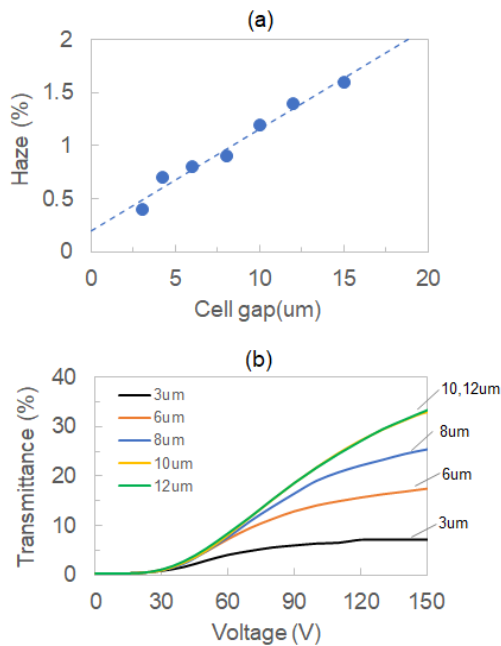 (a)
2
1.5
1
0.5
0
Haze (%)
0 5 10 15 20
Cell gap(um)
(b)
40
30
20
10
0
Transmittance (%)
3um
6um
8um
10um
12um
10,12um
8um
6um
3um
0 30 60 90 120 150
Voltage (V)